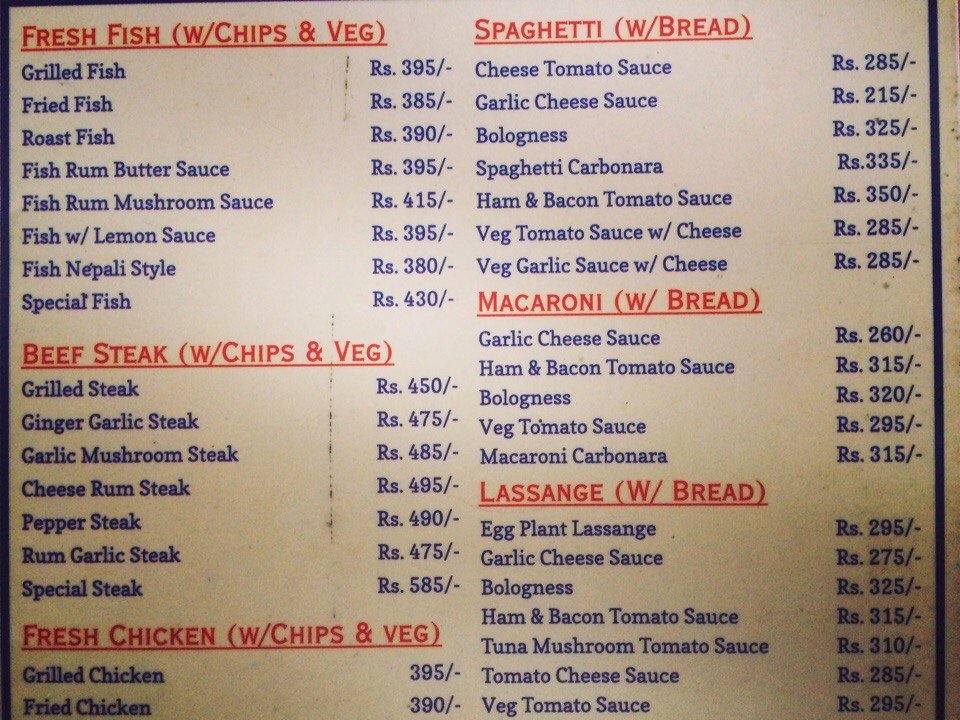 FRESH FISH (W/CHIPS & VEG)
Grilled Fish Rs. 395/-
Fried Fish Rs. 385/-
Roast Fish Rs. 390/-
Fish Rum Butter Sauce Rs. 395/-
Fish Rum Mushroom Sauce Rs. 415/-
Fish w/ Lemon Sauce Rs. 395/-
Fish Nepali Style Rs. 380/-
Special Fish Rs. 430/-
BEEF STEAK (W/CHIPS & VEG)
Grilled Steak Rs. 450/-
Ginger Garlic Steak Rs. 475/-
Garlic Mushroom Steak Rs. 485/-
Cheese Rum Steak Rs. 495/-
Pepper Steak Rs. 490/-
Rum Garlic Steak Rs. 475/-
Special Steak Rs. 585/-
FRESH CHICKEN (W/CHIPS & VEG)
Grilled Chicken 395/-
Fried Chicken 390/-
SPAGHETTI (W/BREAD)
Cheese Tomato Sauce Rs. 285/-
Garlic Cheese Sauce Rs. 215/-
Bologness Rs. 325/-
Spaghetti Carbonara Rs.335/-
Ham & Bacon Tomato Sauce Rs. 350/-
Veg Tomato Sauce w/ Cheese Rs. 285/-
Veg Garlic Sauce w/ Cheese Rs. 285/-
MACARONI (W/ BREAD)
Garlic Cheese Sauce Rs. 260/-
Ham & Bacon Tomato Sauce Rs. 315/-
Bologness Rs. 320/-
Veg Tomato Sauce Rs. 295/-
Macaroni Carbonara Rs. 315/-
LASSANGE (W/ BREAD)
Egg Plant Lassange Rs. 295/-
Garlic Cheese Sauce Rs. 275/-
Bologness Rs. 325/-
Ham & Bacon Tomato Sauce Rs. 315/-
Tuna Mushroom Tomato Sauce Rs. 310/-
Tomato Cheese Sauce Rs. 285/-
Veg Tomato Sauce Rs. 295/-